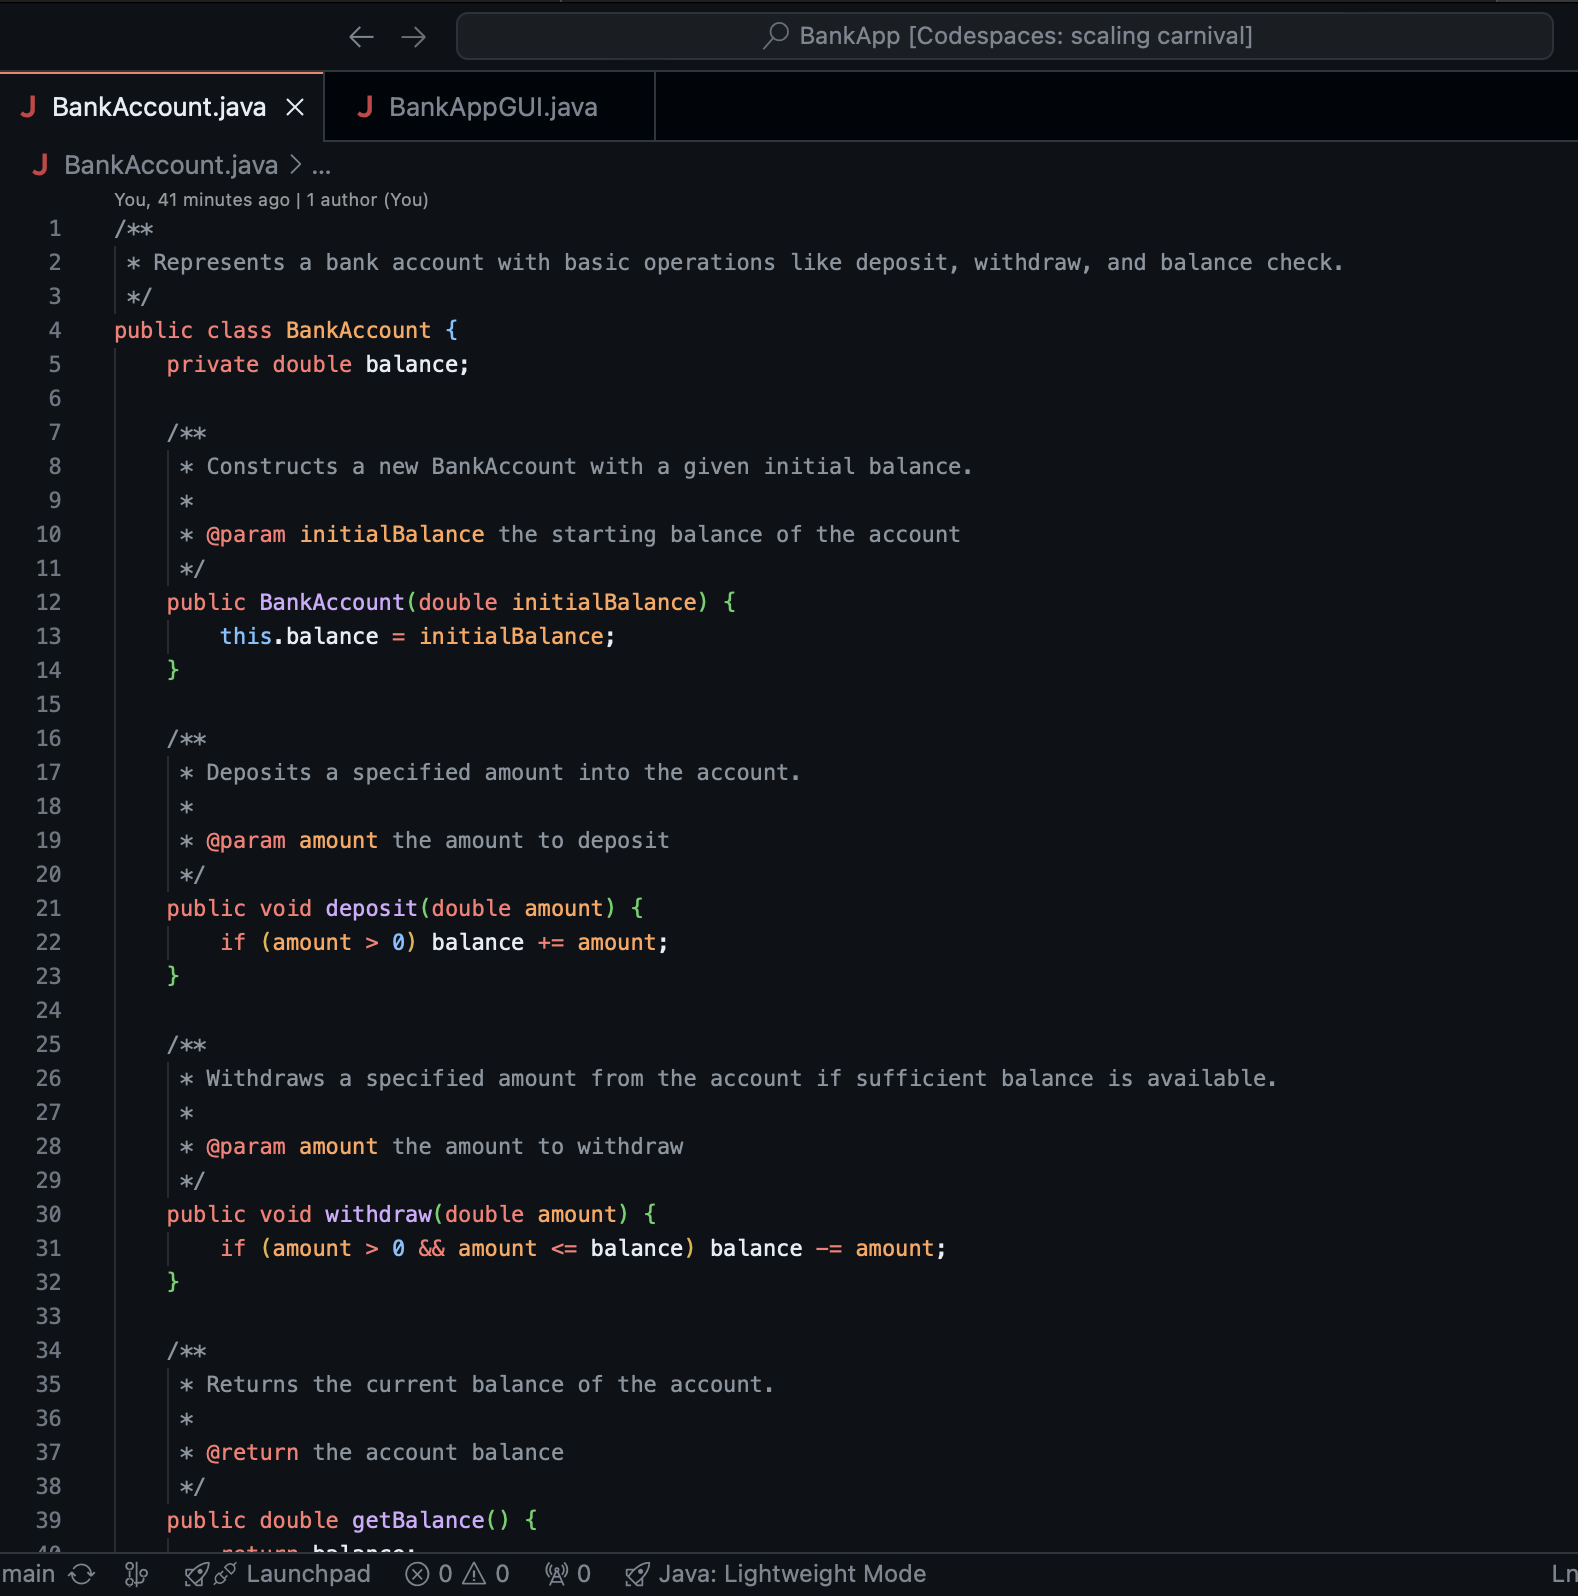 BankApp [Codespaces: scaling carnival]
BankAccount.java
BankAppGUI.java
BankAccount.java > ...
You, 41 minutes ago | 1 author (You)
1 /**
2  * Represents a bank account with basic operations like deposit, withdraw, and balance check.
3  */
4 public class BankAccount {
5     private double balance;
6
7     /**
8      * Constructs a new BankAccount with a given initial balance.
9      *
10      * @param initialBalance the starting balance of the account
11      */
12     public BankAccount(double initialBalance) {
13         this.balance = initialBalance;
14     }
15
16     /**
17      * Deposits a specified amount into the account.
18      *
19      * @param amount the amount to deposit
20      */
21     public void deposit(double amount) {
22         if (amount > 0) balance += amount;
23     }
24
25     /**
26      * Withdraws a specified amount from the account if sufficient balance is available.
27      *
28      * @param amount the amount to withdraw
29      */
30     public void withdraw(double amount) {
31         if (amount > 0 && amount <= balance) balance -= amount;
32     }
33
34     /**
35      * Returns the current balance of the account.
36      *
37      * @return the account balance
38      */
39     public double getBalance() {
40         return balance;
main Launchpad 0 0 0 Java: Lightweight Mode Ln